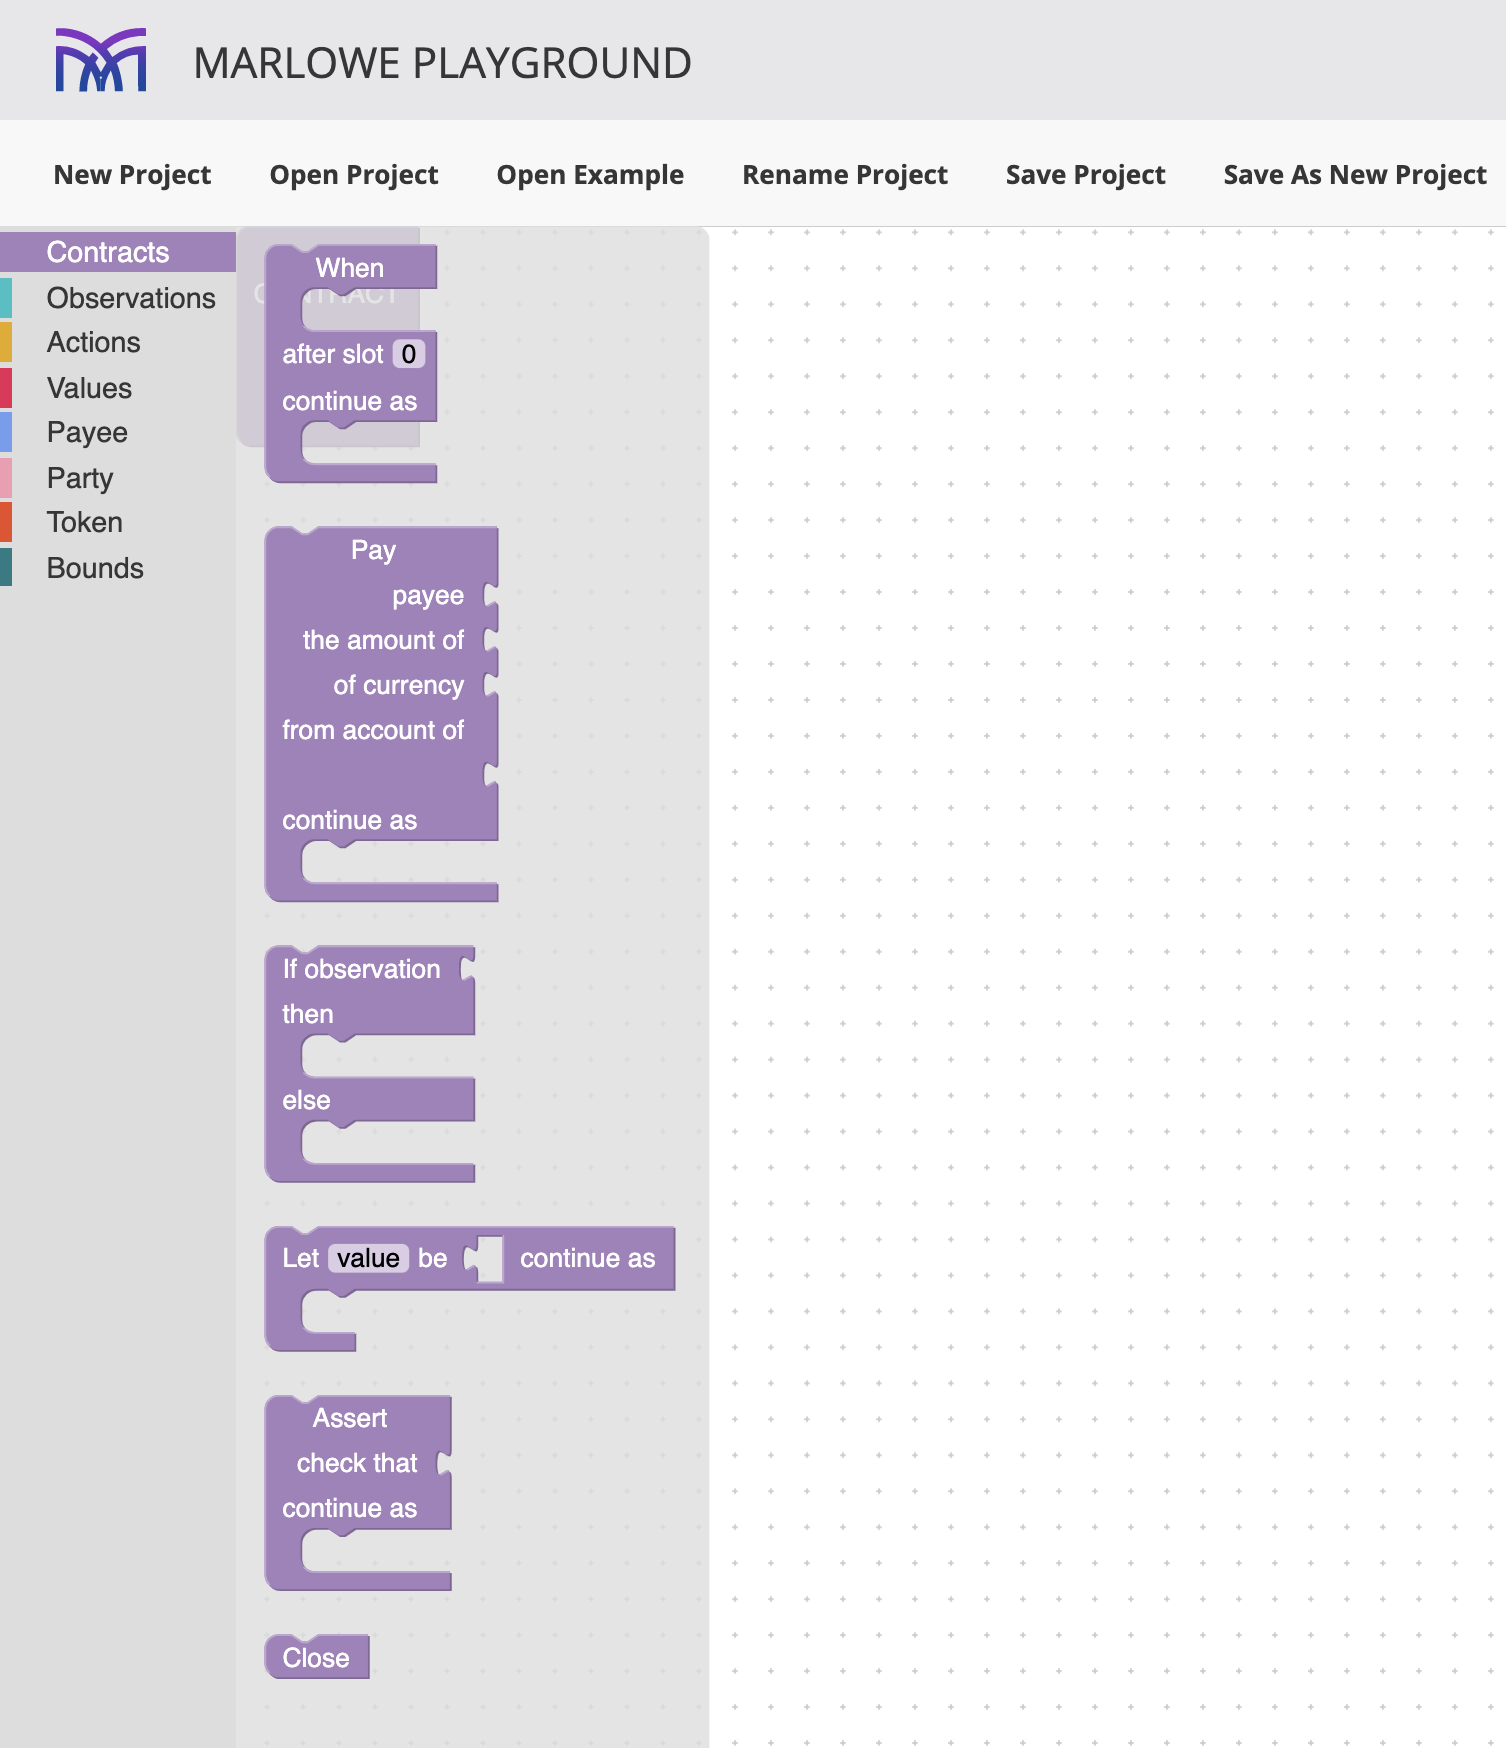 MARLOWE PLAYGROUND
New Project Open Project Open Example Rename Project Save Project Save As New Project
Contracts
Observations
Actions
Values
Payee
Party
Token
Bounds
CONTRACT
When
after slot 0
continue as
Pay
payee
the amount of
of currency
from account of
continue as
If observation
then
else
Let value be continue as
Assert
check that
continue as
Close